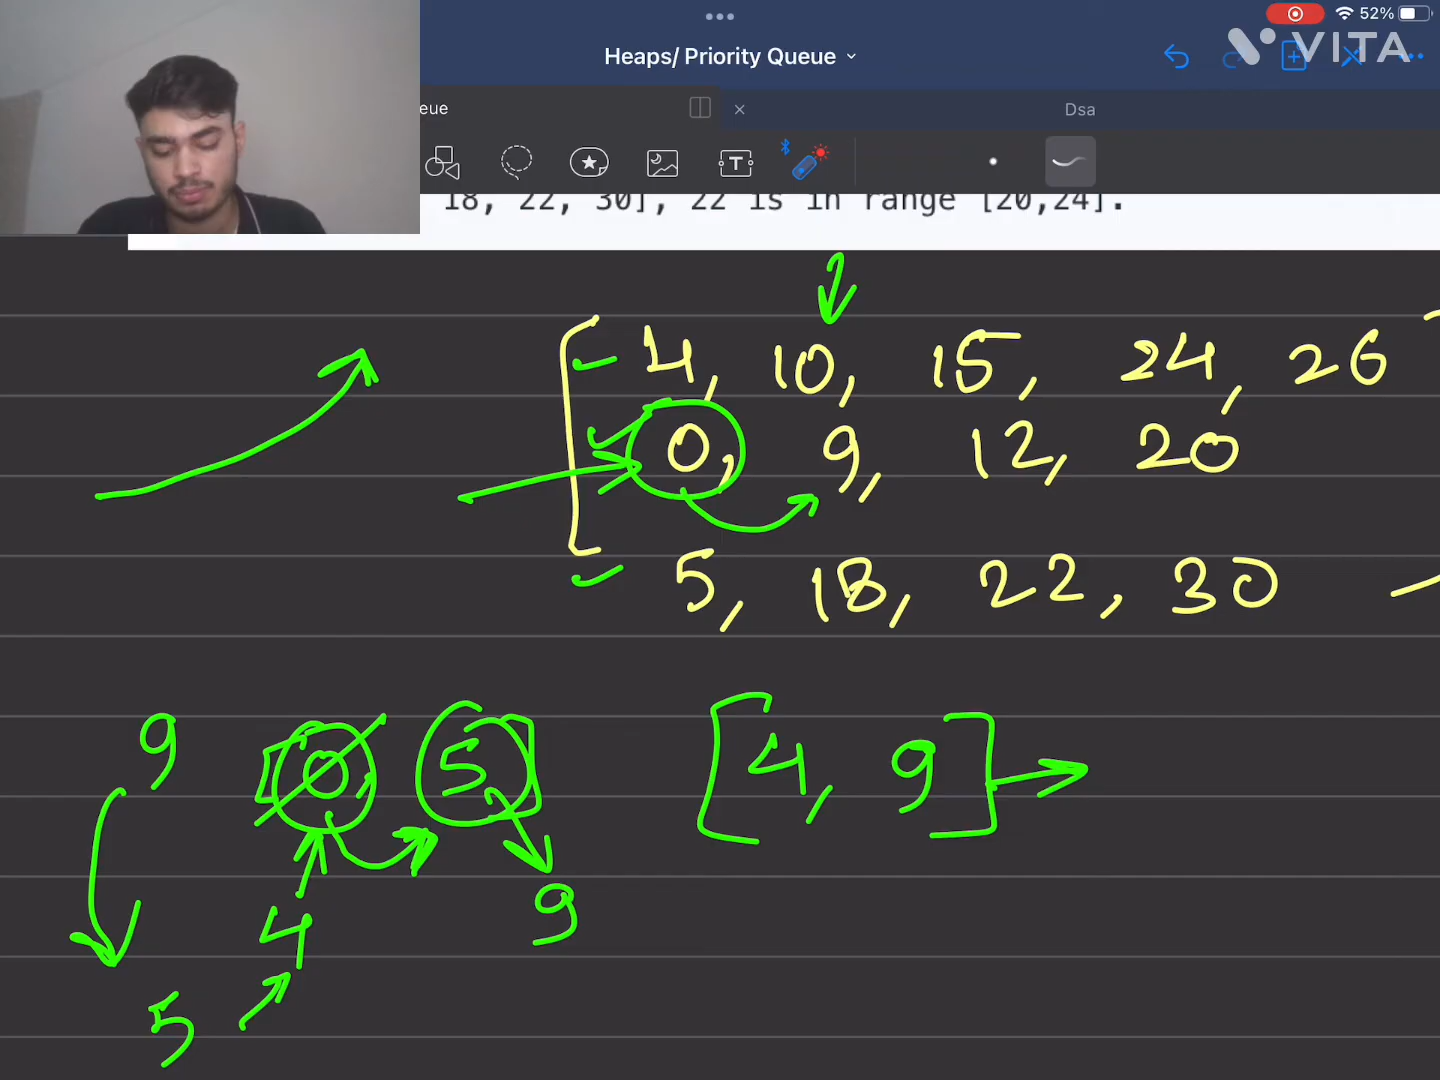 52%
VITA
Heaps/ Priority Queue
eue
Dsa
T
18, 22, 30], 22 is in range [20,24].
[ 4, 10, 15, 24, 26
0, 9, 12, 20
5, 18, 22, 30
9 0 5 [4, 9]
4 9
5